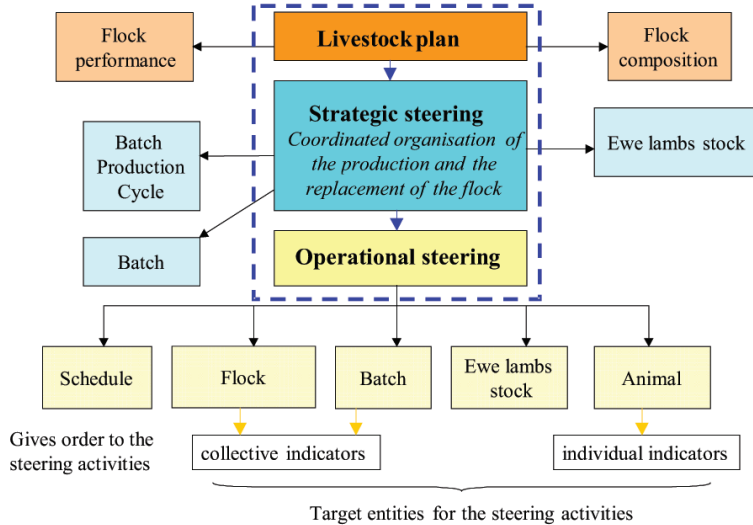 Flock
performance
Livestock plan
Flock
composition
Strategic steering
Coordinated organisation of
the production and the
replacement of the flock
Batch
Production
Cycle
Ewe lambs stock
Batch
Operational steering
Schedule
Flock
Batch
Ewe lambs
stock
Animal
Gives order to the
steering activities
collective indicators
individual indicators
Target entities for the steering activities